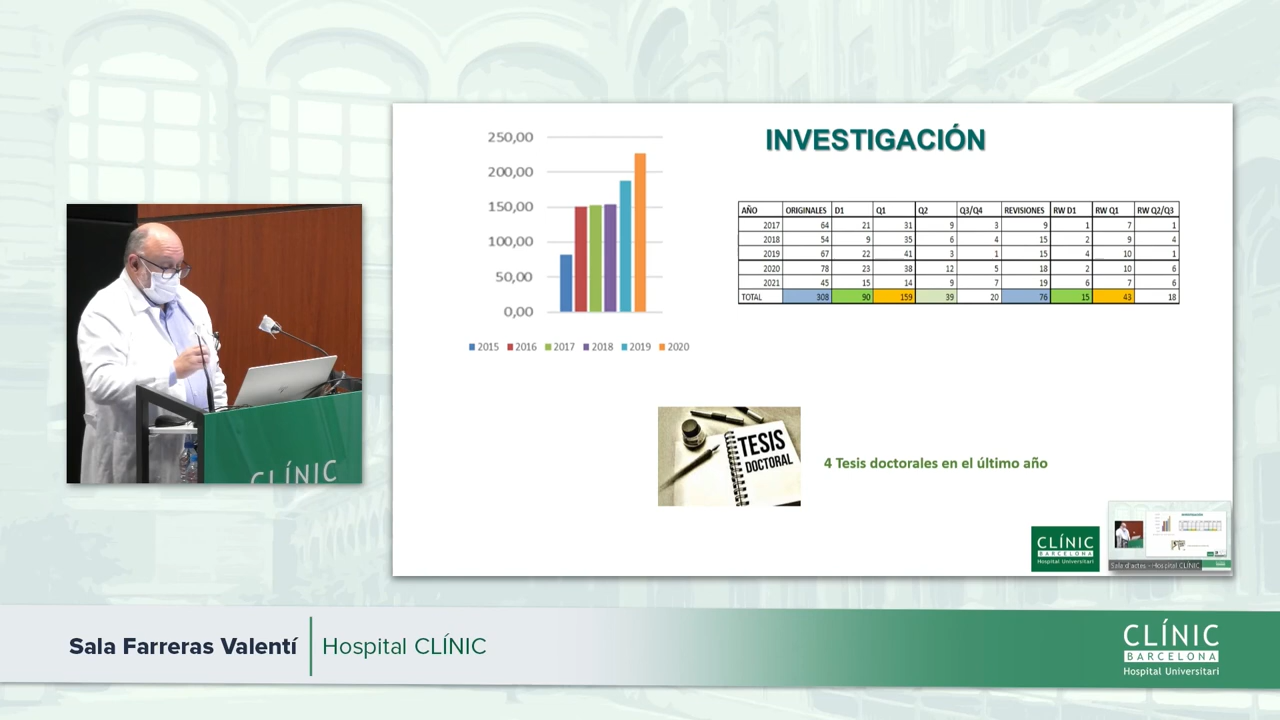 INVESTIGACIÓN
250,00
200,00
150,00
100,00
50,00
0,00
2015 2016 2017 2018 2019 2020
AÑO ORIGINALES D1 Q1 Q2 Q3/Q4 REVISIONES RW D1 RW Q1 RW Q2/Q3
2017 64 21 31 9 3 9 1 7 1
2018 54 9 35 6 4 15 2 9 4
2019 67 22 41 3 1 15 4 10 1
2020 78 23 38 12 5 18 2 10 6
2021 45 15 14 9 7 19 6 7 6
TOTAL 308 90 159 39 20 76 15 43 18
TESIS
DOCTORAL
4 Tesis doctorales en el último año
CLÍNIC
BARCELONA
Hospital Universitari
Sala d'actes - Hospital CLÍNIC
CLÍNIC
Sala Farreras Valentí
Hospital CLÍNIC
CLÍNIC
BARCELONA
Hospital Universitari